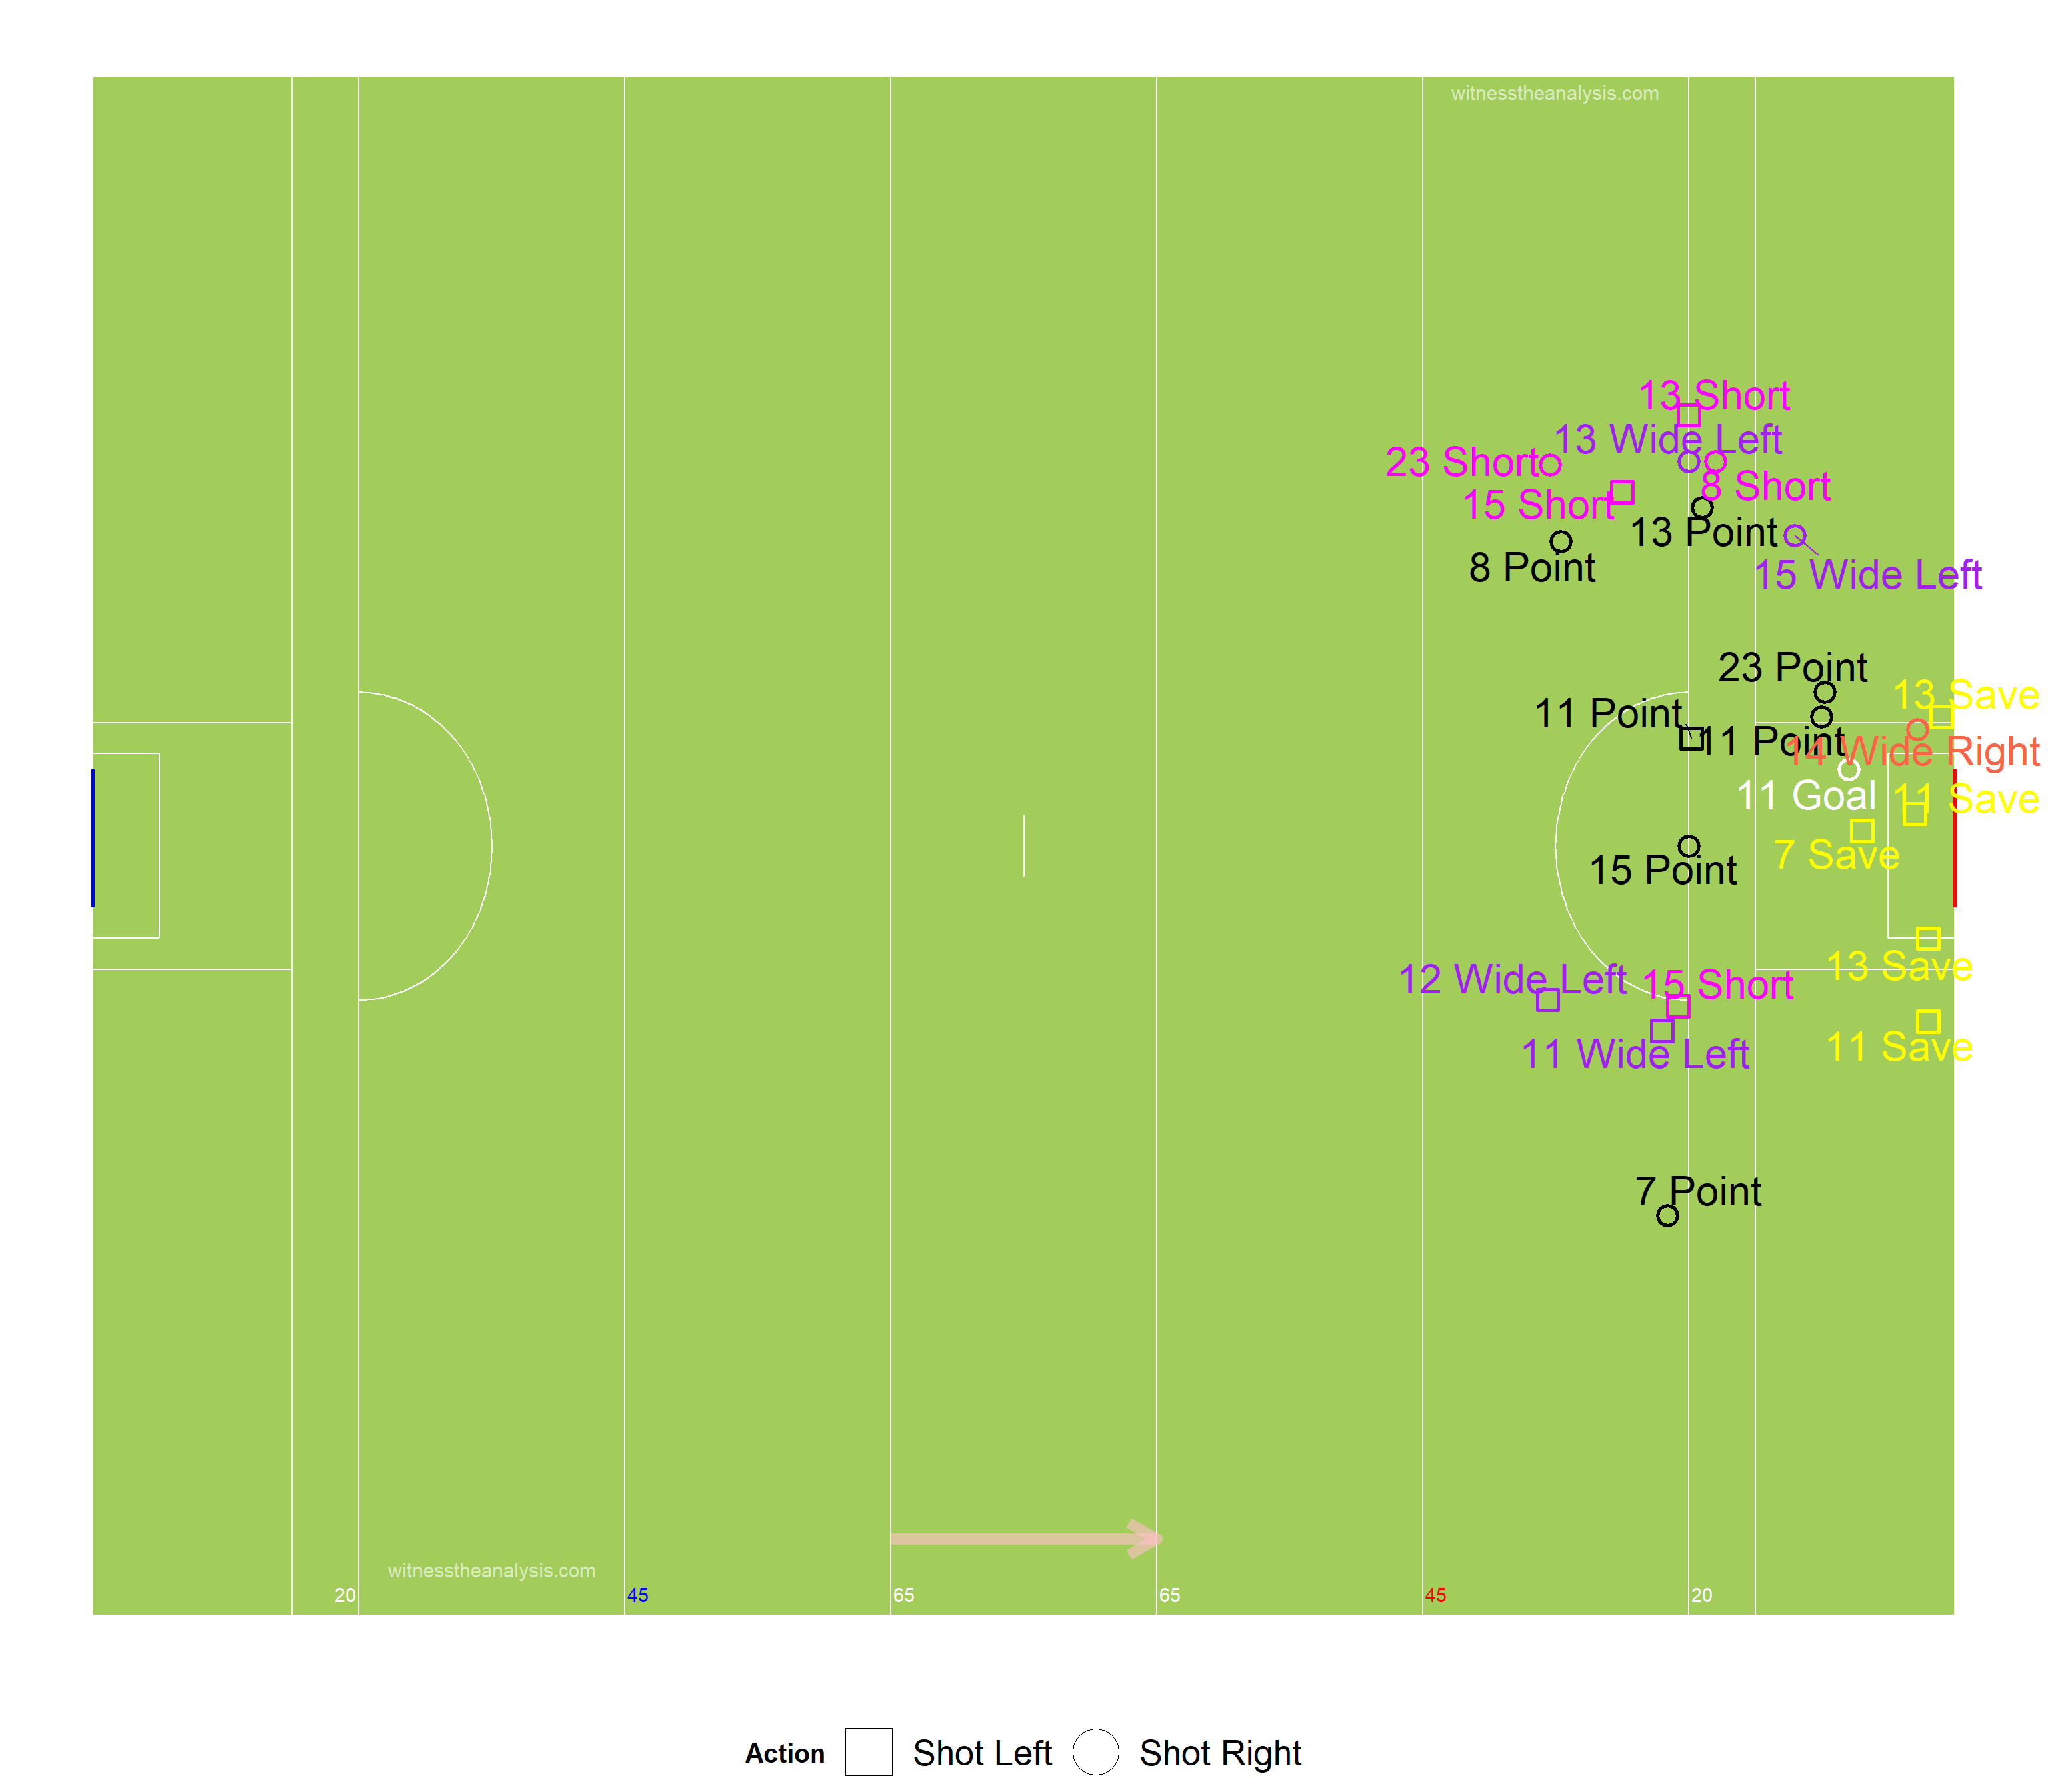 witnesstheanalysis.com
13 Short
13 Wide Left
23 Short
8 Short
15 Short
13 Point
8 Point
15 Wide Left
23 Point
13 Save
11 Point
11 Point
14 Wide Right
11 Goal
11 Save
7 Save
15 Point
13 Save
12 Wide Left
15 Short
11 Save
11 Wide Left
7 Point
witnesstheanalysis.com
20
45
65
65
45
20
Action
Shot Left
Shot Right